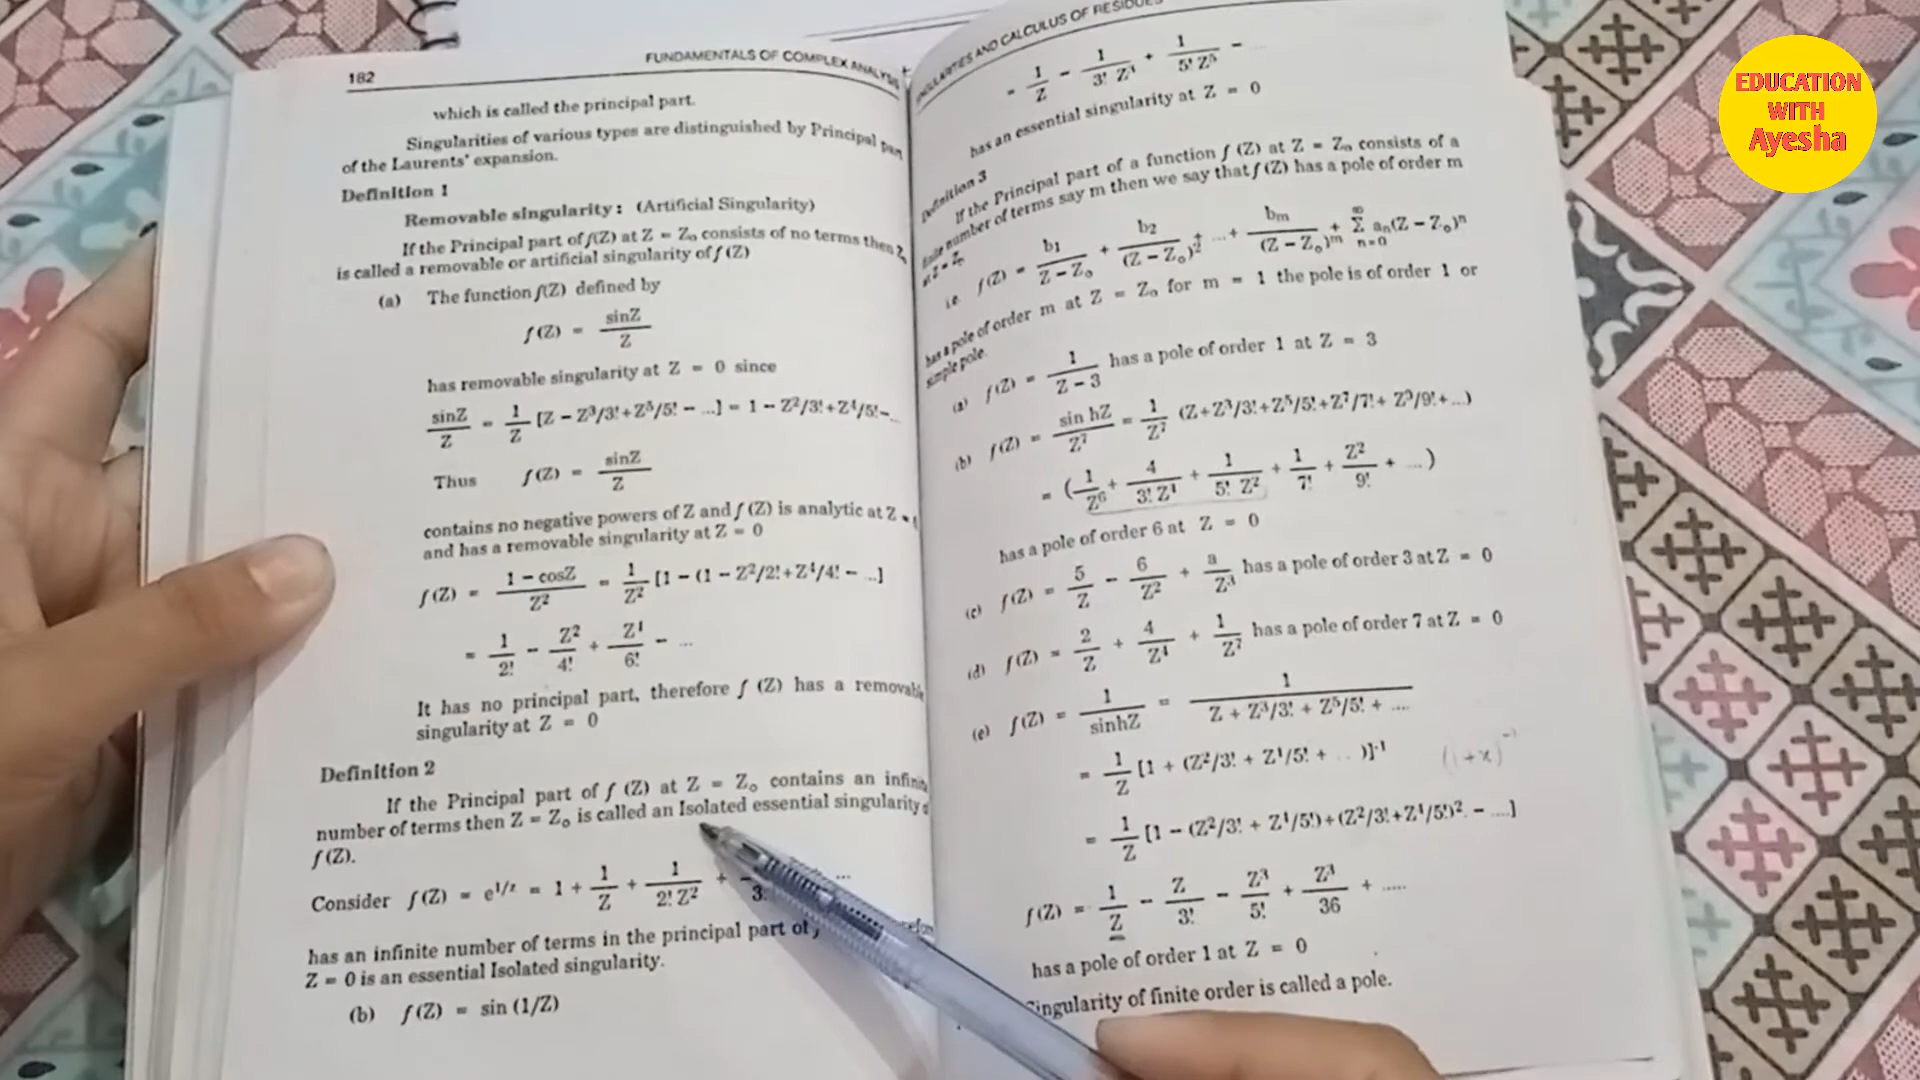 182
FUNDAMENTALS OF COMPLEX ANALYSIS
which is called the principal part.
Singularities of various types are distinguished by Principal part
of the Laurents' expansion.
Definition 1
Removable singularity : (Artificial Singularity)
If the Principal part of f(Z) at Z = Z₀ consists of no terms then Z₀
is called a removable or artificial singularity of f (Z)
(a) The function f(Z) defined by
f (Z) = sinZ / Z
has removable singularity at Z = 0 since
sinZ / Z = 1/Z [Z – Z³/3! + Z⁵/5! – ...] = 1 – Z²/3! + Z⁴/5! – ...
Thus f(Z) = sinZ / Z
contains no negative powers of Z and f (Z) is analytic at Z =
and has a removable singularity at Z = 0
f (Z) = 1 – cosZ / Z² = 1/Z² [1 – (1 – Z²/2! + Z⁴/4! – ...]
= 1/2! – Z²/4! + Z⁴/6! – ...
It has no principal part, therefore f (Z) has a removable
singularity at Z = 0
Definition 2
If the Principal part of f (Z) at Z = Z₀ contains an
number of terms then Z = Z₀ is called an Isolated essential singularity
f (Z).
Consider f (Z) = e^1/z = 1 + 1/Z + 1/2! Z² + 3 ...
has an infinite number of terms in the principal part of
Z = 0 is an essential Isolated singularity.
(b) f (Z) = sin (1/Z)
SINGULARITIES AND CALCULUS OF RESIDUES
= 1/Z – 1/3! Z³ + 1/5! Z⁵ –
has an essential singularity at Z = 0
Definition 3
If the Principal part of a function f (Z) at Z = Z₀ consists of a
finite number of terms say m then we say that f (Z) has a pole of order m
at Z = Z₀
i.e. f (Z) = b₁/Z – Z₀ + b₂/(Z – Z₀)² + ... + bₘ/(Z – Z₀)ᵐ + ∞ Σ n=0 aₙ(Z – Z₀)ⁿ
has a pole of order m at Z = Z₀ for m = 1 the pole is of order 1 or
simple pole.
(a) f (Z) = 1/Z – 3 has a pole of order 1 at Z = 3
(b) f (Z) = sin hZ / Z⁷ = 1/Z⁷ (Z + Z³/3! + Z⁵/5! + Z⁷/7! + Z⁹/9! + ...)
= (1/Z⁶ + 4/3! Z⁴ + 1/5! Z² + 1/7! + Z²/9! + ...)
has a pole of order 6 at Z = 0
(c) f (Z) = 5/Z – 6/Z² + a/Z³ has a pole of order 3 at Z = 0
(d) f (Z) = 2/Z + 4/Z⁴ + 1/Z⁷ has a pole of order 7 at Z = 0
(e) f (Z) = 1/sinhZ = 1/Z + Z³/3! + Z⁵/5! + ....
= 1/Z [1 + (Z²/3! + Z⁴/5! + ...)]⁻¹ (1+x)⁻¹
= 1/Z [1 – (Z²/3! + Z⁴/5!) + (Z²/3! + Z⁴/5!)² – ....]
f (Z) = 1/Z – Z/3! – Z³/5! + Z³/36 + .....
has a pole of order 1 at Z = 0
Singularity of finite order is called a pole.
EDUCATION
WITH
Ayesha